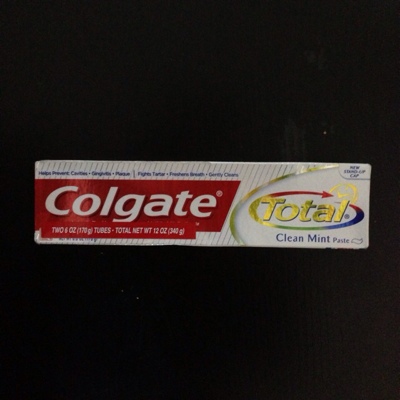 Helps Prevent: Cavities • Gingivitis • Plaque | Fights Tartar • Freshens Breath • Gently Cleans
NEW
STAND-UP
CAP
Colgate®
Total®
TWO 6 OZ (170 g) TUBES • TOTAL NET WT 12 OZ (340 g)
Clean Mint Paste